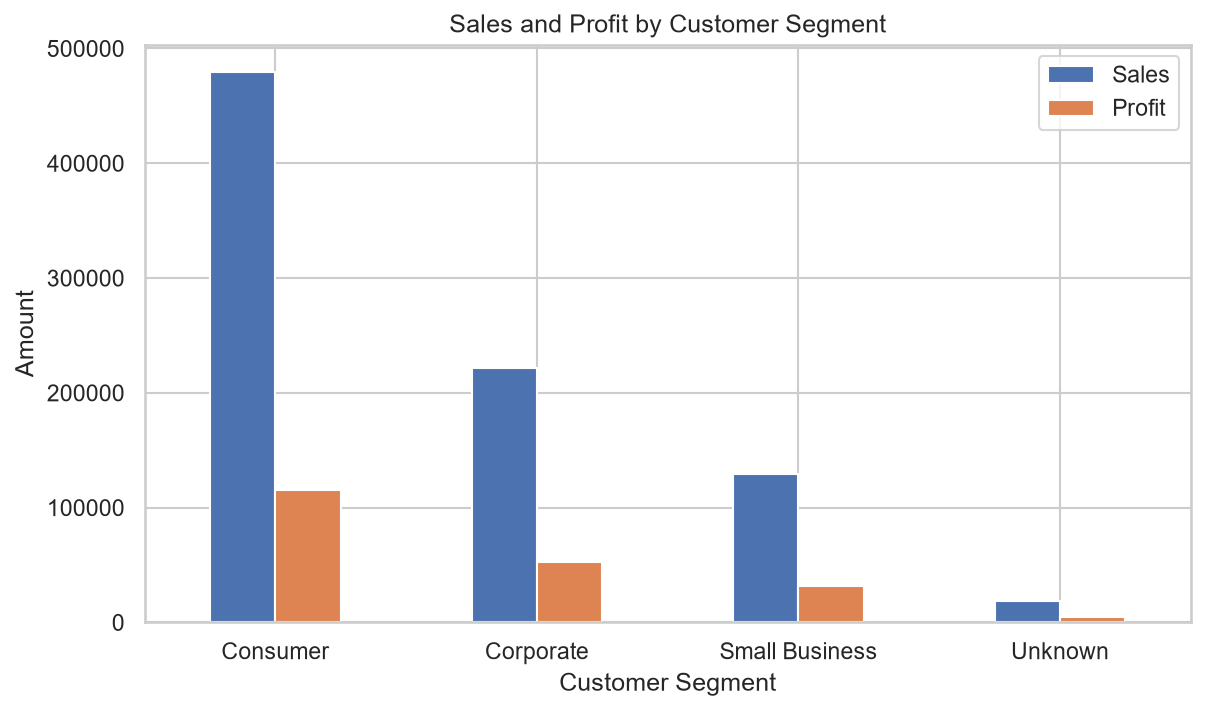 Sales and Profit by Customer Segment
Sales
Profit
500000
400000
300000
200000
100000
0
Amount
Consumer
Corporate
Small Business
Unknown
Customer Segment